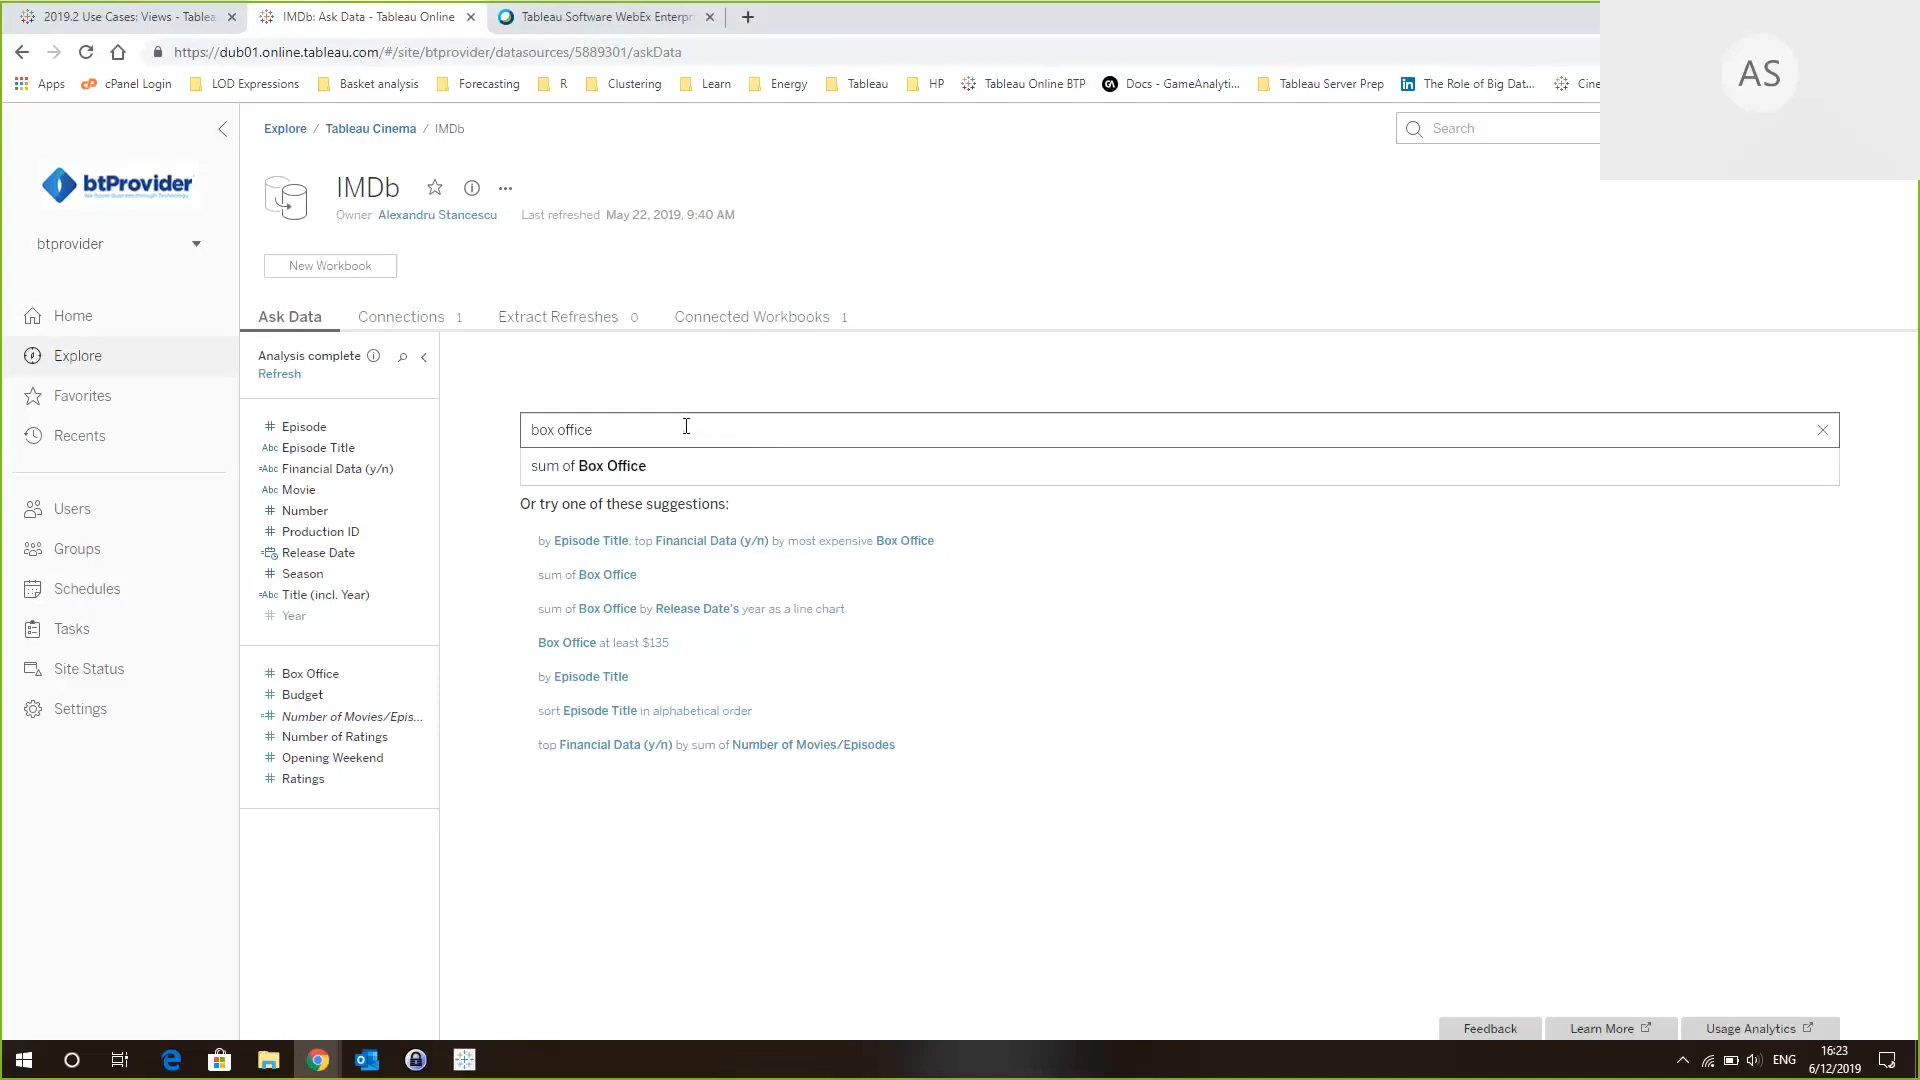 2019.2 Use Cases: Views - Tablea
IMDb: Ask Data - Tableau Online
Tableau Software WebEx Enterpr
https://dub01.online.tableau.com/#/site/btprovider/datasources/5889301/askData
Apps
cPanel Login
LOD Expressions
Basket analysis
Forecasting
R
Clustering
Learn
Energy
Tableau
HP
Tableau Online BTP
Docs - GameAnalyti...
Tableau Server Prep
The Role of Big Dat...
Cine
AS
Explore / Tableau Cinema / IMDb
Search
btProvider
IMDb
Owner Alexandru Stancescu Last refreshed May 22, 2019, 9:40 AM
btprovider
New Workbook
Home
Explore
Favorites
Recents
Users
Groups
Schedules
Tasks
Site Status
Settings
Ask Data
Connections 1
Extract Refreshes 0
Connected Workbooks 1
Analysis complete
Refresh
# Episode
Abc Episode Title
=Abc Financial Data (y/n)
Abc Movie
# Number
# Production ID
Release Date
# Season
=Abc Title (incl. Year)
# Year
# Box Office
# Budget
=# Number of Movies/Epis...
# Number of Ratings
# Opening Weekend
# Ratings
box office
sum of Box Office
Or try one of these suggestions:
by Episode Title, top Financial Data (y/n) by most expensive Box Office
sum of Box Office
sum of Box Office by Release Date's year as a line chart
Box Office at least $135
by Episode Title
sort Episode Title in alphabetical order
top Financial Data (y/n) by sum of Number of Movies/Episodes
Feedback
Learn More
Usage Analytics
ENG
16:23
6/12/2019